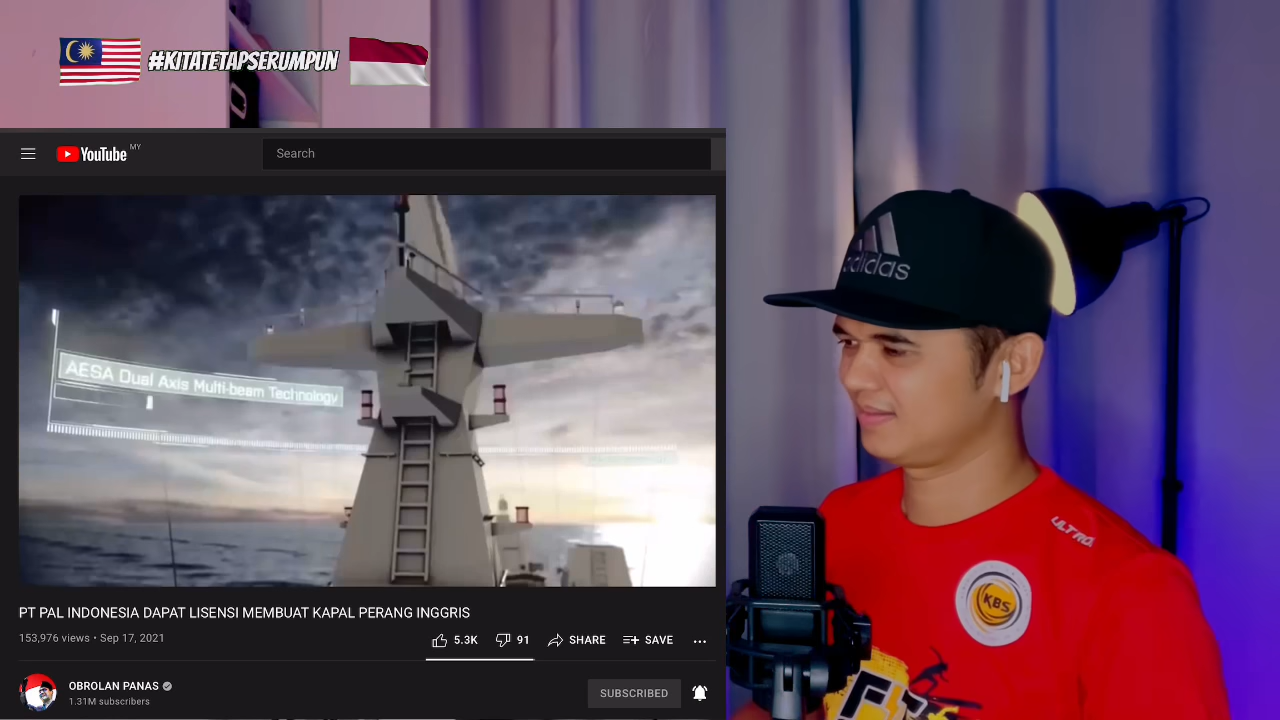 #KITATETAPSERUMPUN
YouTube MY
Search
AESA Dual Axis Multi-beam Technology
PT PAL INDONESIA DAPAT LISENSI MEMBUAT KAPAL PERANG INGGRIS
153,976 views • Sep 17, 2021
5.3K
91
SHARE
SAVE
OBROLAN PANAS
1.31M subscribers
SUBSCRIBED
adidas
ULTRON
KBS